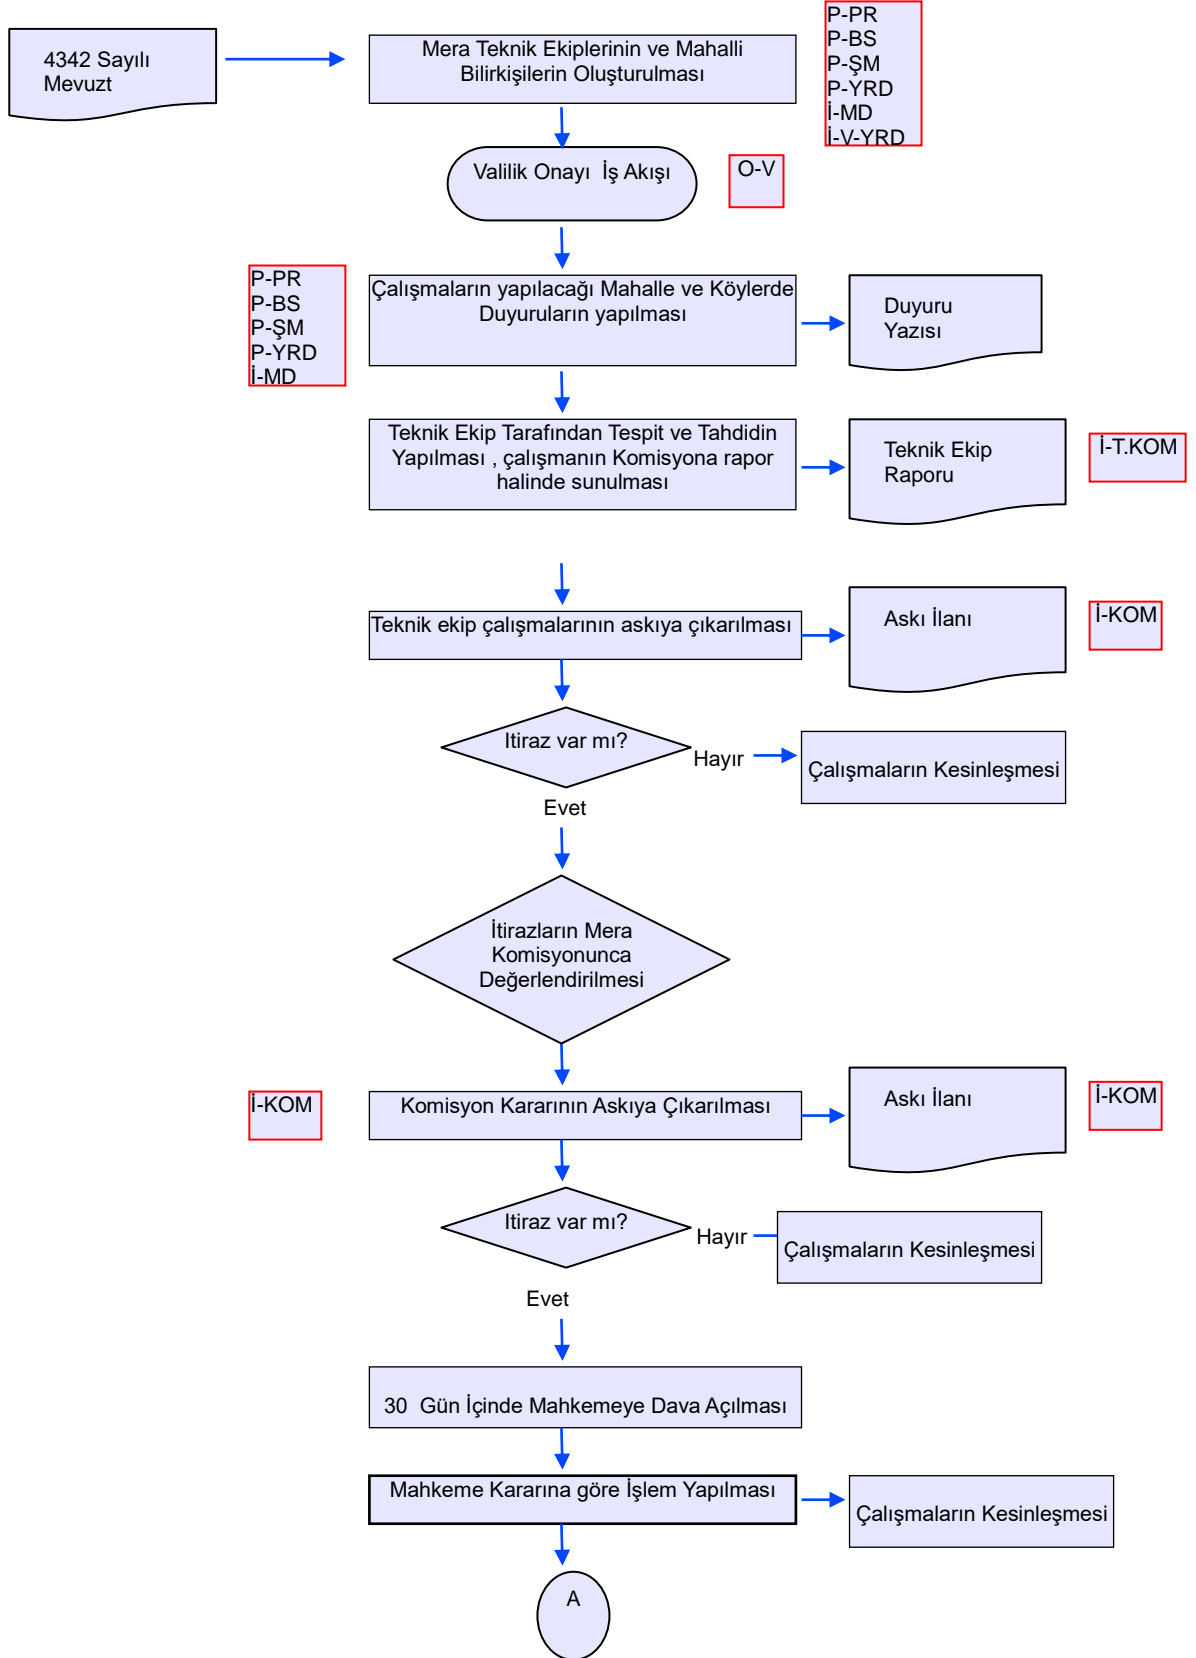 4342 Sayılı
Mevuzt
Mera Teknik Ekiplerinin ve Mahalli
Bilirkişilerin Oluşturulması
P-PR
P-BS
P-ŞM
P-YRD
İ-MD
İ-V-YRD
Valilik Onayı  İş Akışı
O-V
P-PR
P-BS
P-ŞM
P-YRD
İ-MD
Çalışmaların yapılacağı Mahalle ve Köylerde
Duyuruların yapılması
Duyuru
Yazısı
Teknik Ekip Tarafından Tespit ve Tahdidin
Yapılması , çalışmanın Komisyona rapor
halinde sunulması
Teknik Ekip
Raporu
İ-T.KOM
Teknik ekip çalışmalarının askıya çıkarılması
Askı İlanı
İ-KOM
Itiraz var mı?
Hayır
Çalışmaların Kesinleşmesi
Evet
İtirazların Mera
Komisyonunca
Değerlendirilmesi
İ-KOM
Komisyon Kararının Askıya Çıkarılması
Askı İlanı
İ-KOM
Itiraz var mı?
Hayır
Çalışmaların Kesinleşmesi
Evet
30  Gün İçinde Mahkemeye Dava Açılması
Mahkeme Kararına göre İşlem Yapılması
Çalışmaların Kesinleşmesi
A